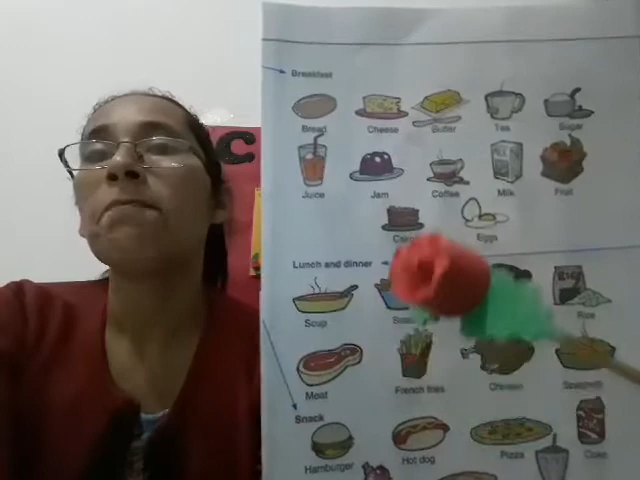 C
Breakfast
Bread Cheese Butter Tea Sugar
Juice Jam Coffee Milk Fruit
Eggs
Lunch and dinner
Soup Rice
Meat French fries Chicken Spaghetti
Snack
Hamburger Hot dog Pizza Coke